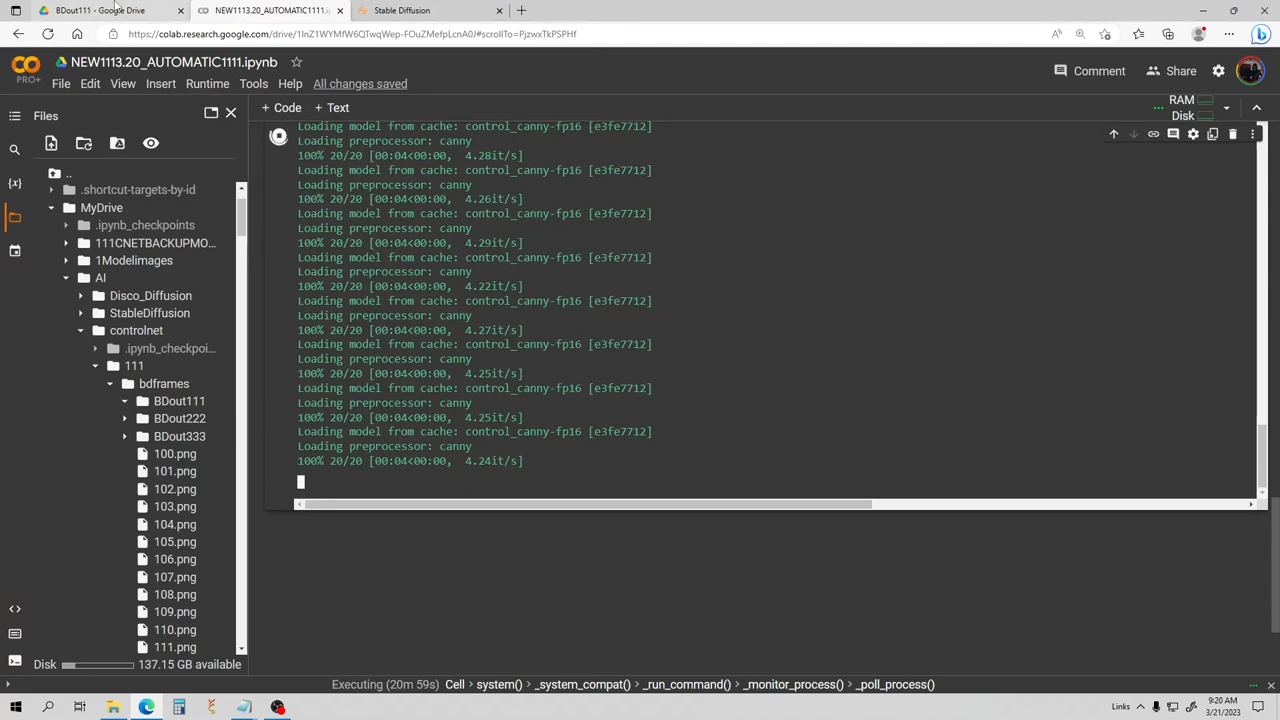 BDout111 - Google Drive
NEW1113.20_AUTOMATIC1111.i
Stable Diffusion
https://colab.research.google.com/drive/1InZ1WYMfW6QTwqWep-FOuZMefpLcnA0J#scrollTo=PjzwxTkPSPHf
NEW1113.20_AUTOMATIC1111.ipynb
PRO+
File Edit View Insert Runtime Tools Help All changes saved
Comment
Share
Files
+ Code + Text
RAM
Disk
..
.shortcut-targets-by-id
MyDrive
.ipynb_checkpoints
111CNETBACKUPMO...
1Modelimages
AI
Disco_Diffusion
StableDiffusion
controlnet
.ipynb_checkpoi...
111
bdframes
BDout111
BDout222
BDout333
100.png
101.png
102.png
103.png
104.png
105.png
106.png
107.png
108.png
109.png
110.png
111.png
Disk 137.15 GB available
Loading model from cache: control_canny-fp16 [e3fe7712]
Loading preprocessor: canny
100% 20/20 [00:04<00:00, 4.28it/s]
Loading model from cache: control_canny-fp16 [e3fe7712]
Loading preprocessor: canny
100% 20/20 [00:04<00:00, 4.26it/s]
Loading model from cache: control_canny-fp16 [e3fe7712]
Loading preprocessor: canny
100% 20/20 [00:04<00:00, 4.29it/s]
Loading model from cache: control_canny-fp16 [e3fe7712]
Loading preprocessor: canny
100% 20/20 [00:04<00:00, 4.22it/s]
Loading model from cache: control_canny-fp16 [e3fe7712]
Loading preprocessor: canny
100% 20/20 [00:04<00:00, 4.27it/s]
Loading model from cache: control_canny-fp16 [e3fe7712]
Loading preprocessor: canny
100% 20/20 [00:04<00:00, 4.25it/s]
Loading model from cache: control_canny-fp16 [e3fe7712]
Loading preprocessor: canny
100% 20/20 [00:04<00:00, 4.25it/s]
Loading model from cache: control_canny-fp16 [e3fe7712]
Loading preprocessor: canny
100% 20/20 [00:04<00:00, 4.24it/s]
Executing (20m 59s) Cell > system() > _system_compat() > _run_command() > _monitor_process() > _poll_process()
Links
9:20 AM
3/21/2023